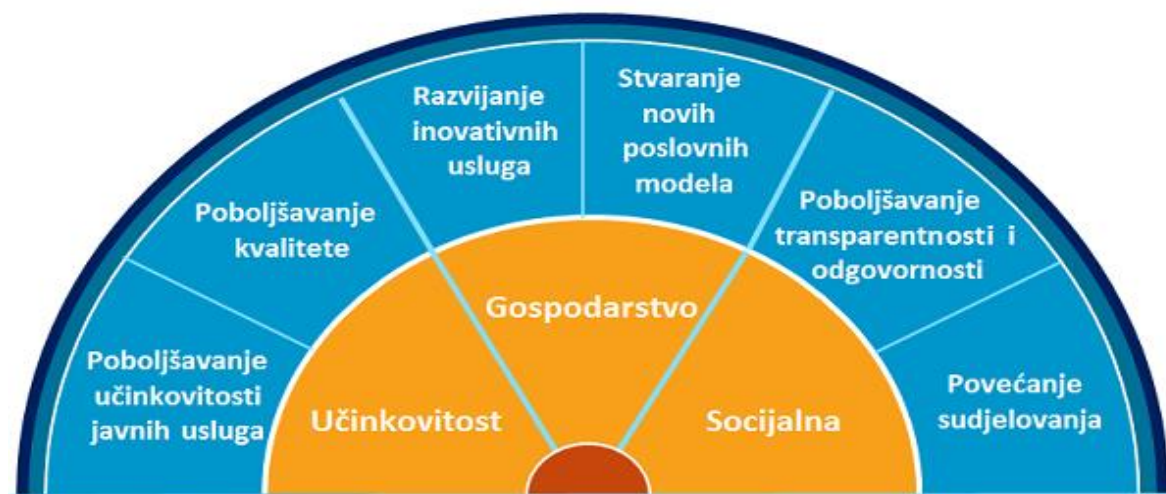 Poboljšavanje
učinkovitosti
javnih usluga
Poboljšavanje
kvalitete
Razvijanje
inovativnih
usluga
Stvaranje
novih
poslovnih
modela
Poboljšavanje
transparentnosti i
odgovornosti
Povećanje
sudjelovanja
Učinkovitost
Gospodarstvo
Socijalna